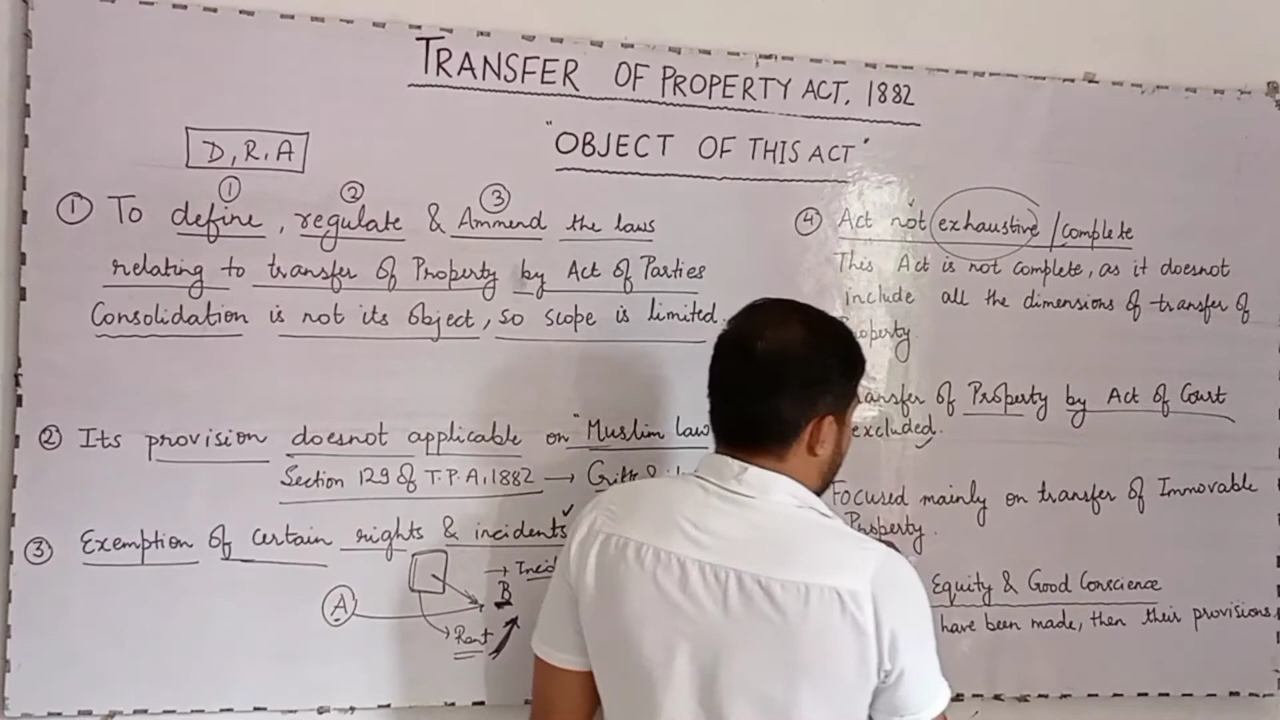 TRANSFER OF PROPERTY ACT, 1882
"OBJECT OF THIS ACT"
D, R, A
① ② ③
① To define, regulate & Ammend the laws
relating to transfer of Property by Act of Parties
Consolidation is not its Object, so scope is limited.
② Its provision doesnot applicable on "Muslim law
Section 129 of T.P.A, 1882 →
③ Exemption of certain rights & incidents
→
A B
→ Rent
④ Act not exhaustive / complete
This Act is not complete, as it doesnot
include all the dimensions of transfer of
of Property by Act of Court
excluded.
Focused mainly on transfer of Immovable
Property.
Equity & Good Conscience
have been made, then their provisions